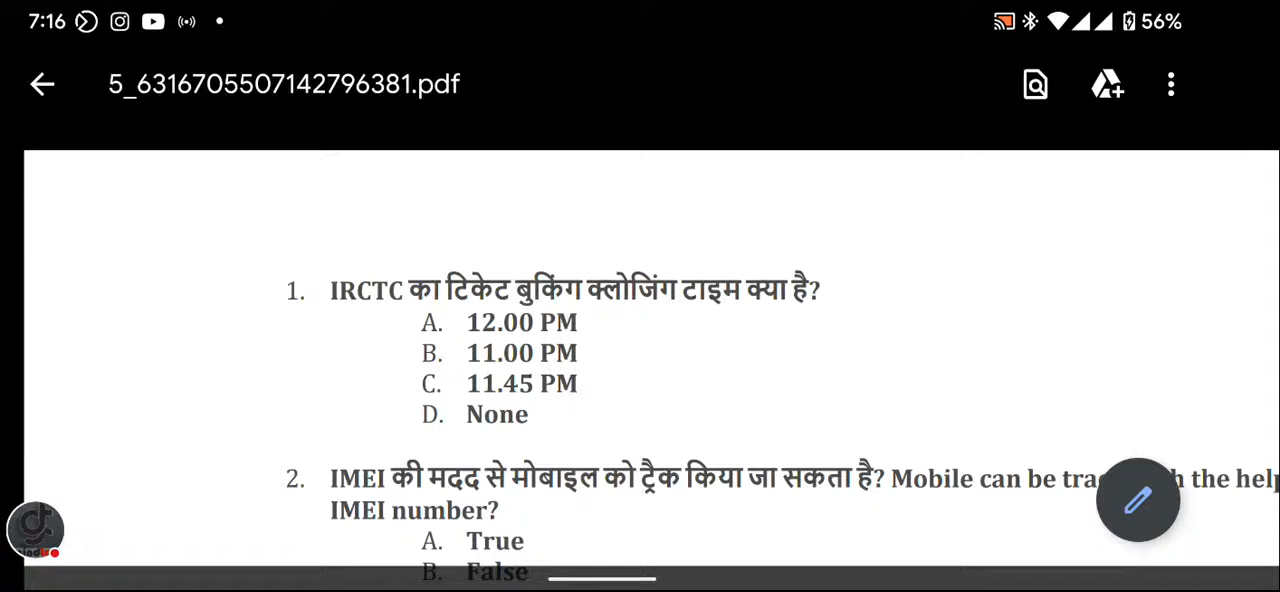 7:16 56%
5_6316705507142796381.pdf
1. IRCTC का टिकेट बुकिंग क्लोजिंग टाइम क्या है?
A. 12.00 PM
B. 11.00 PM
C. 11.45 PM
D. None
2. IMEI की मदद से मोबाइल को ट्रैक किया जा सकता है? Mobile can be the
IMEI number?
A. True
B. False